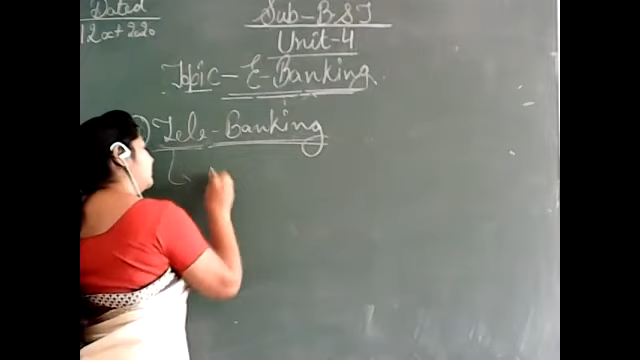 Dated
12 Oct 2020
Sub-BST
Unit-4
Topic-E-Banking
Tele-Banking